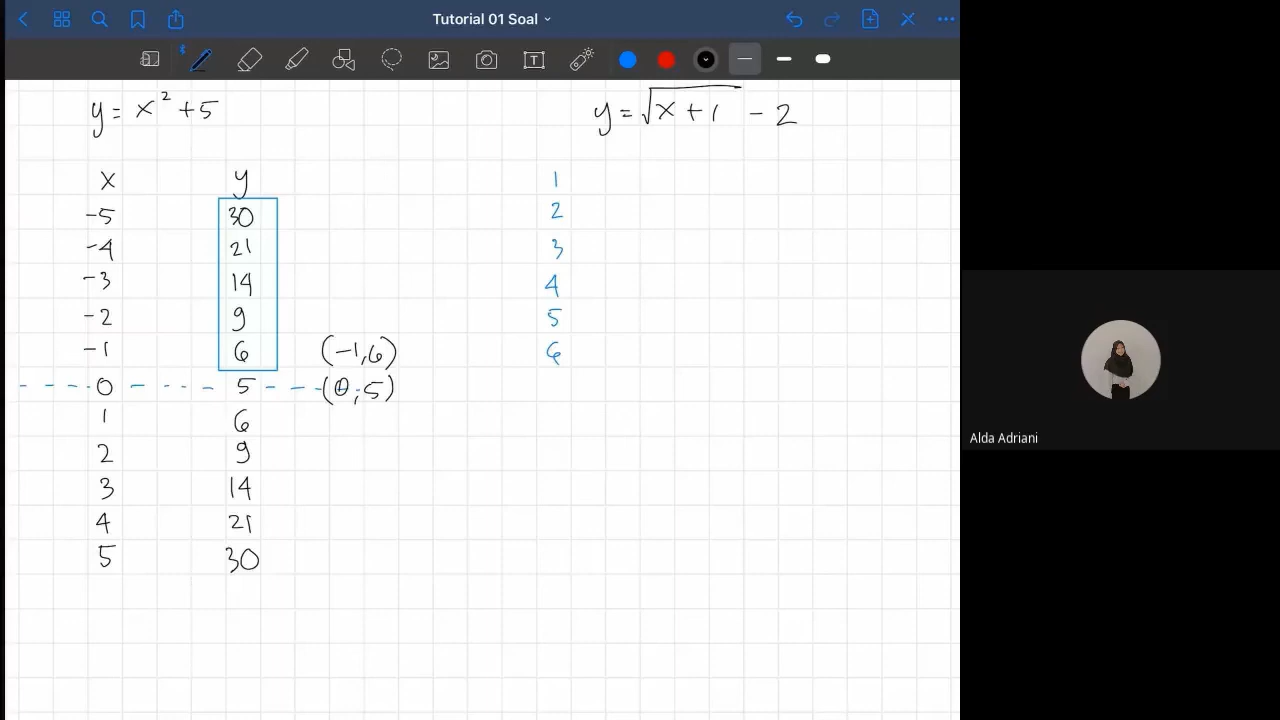 Tutorial 01 Soal
T
y = x² + 5
y = √(x + 1) - 2
x y 1
-5 30 2
-4 21 3
-3 14 4
-2 9 5
-1 6 (-1,6) 6
0 5 (0,5)
1 6
2 9
3 14
4 21
5 30
Alda Adriani